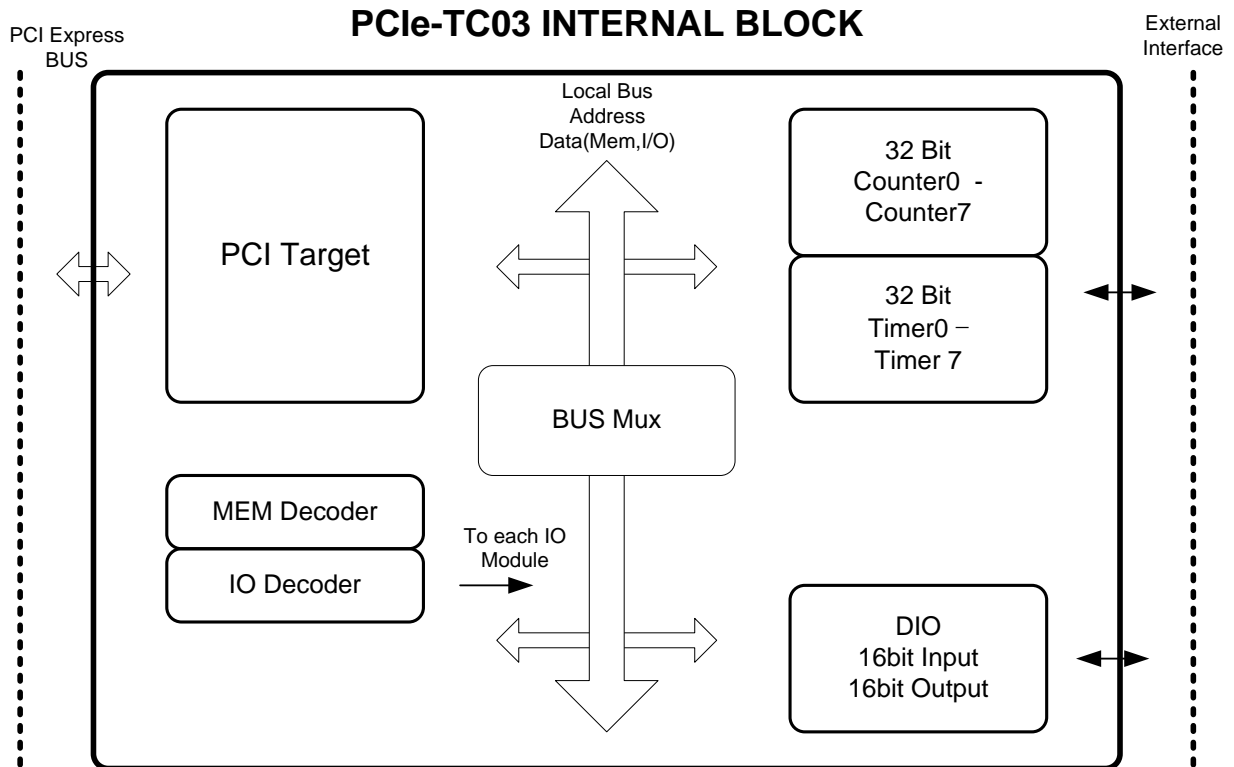 PCIe-TC03 INTERNAL BLOCK
PCI Express
BUS
External
Interface
Local Bus
Address
Data(Mem,I/O)
PCI Target
32 Bit
Counter0 -
Counter7
32 Bit
Timer0 –
Timer 7
BUS Mux
MEM Decoder
IO Decoder
To each IO
Module
DIO
16bit Input
16bit Output